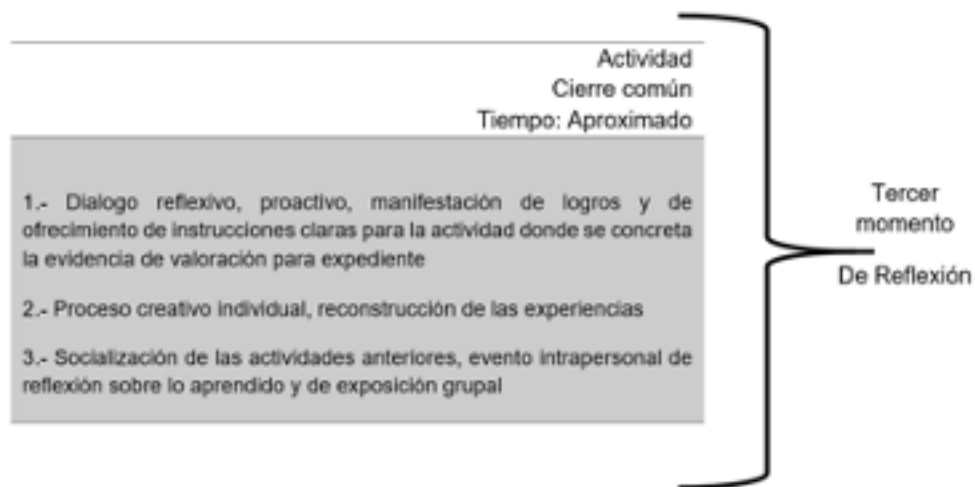 Actividad
Cierre común
Tiempo: Aproximado
1.- Dialogo reflexivo, proactivo, manifestación de logros y de
ofrecimiento de instrucciones claras para la actividad donde se concreta
la evidencia de valoración para expediente
2.- Proceso creativo individual, reconstrucción de las experiencias
3.- Socialización de las actividades anteriores, evento intrapersonal de
reflexión sobre lo aprendido y de exposición grupal
Tercer
momento
De Reflexión